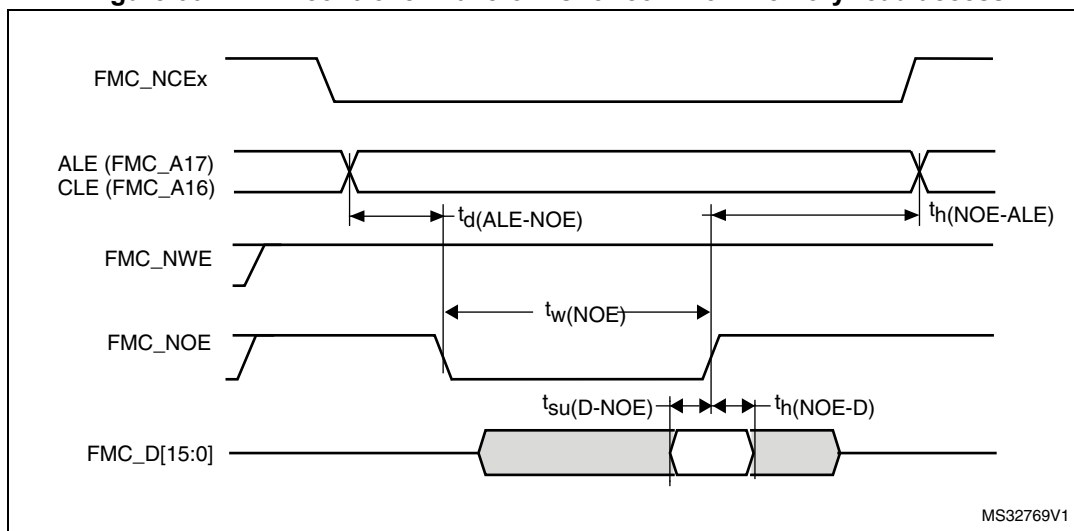 FMC_NCEx
ALE (FMC_A17)
CLE (FMC_A16)
td(ALE-NOE)
th(NOE-ALE)
FMC_NWE
tw(NOE)
FMC_NOE
tsu(D-NOE)
th(NOE-D)
FMC_D[15:0]
MS32769V1